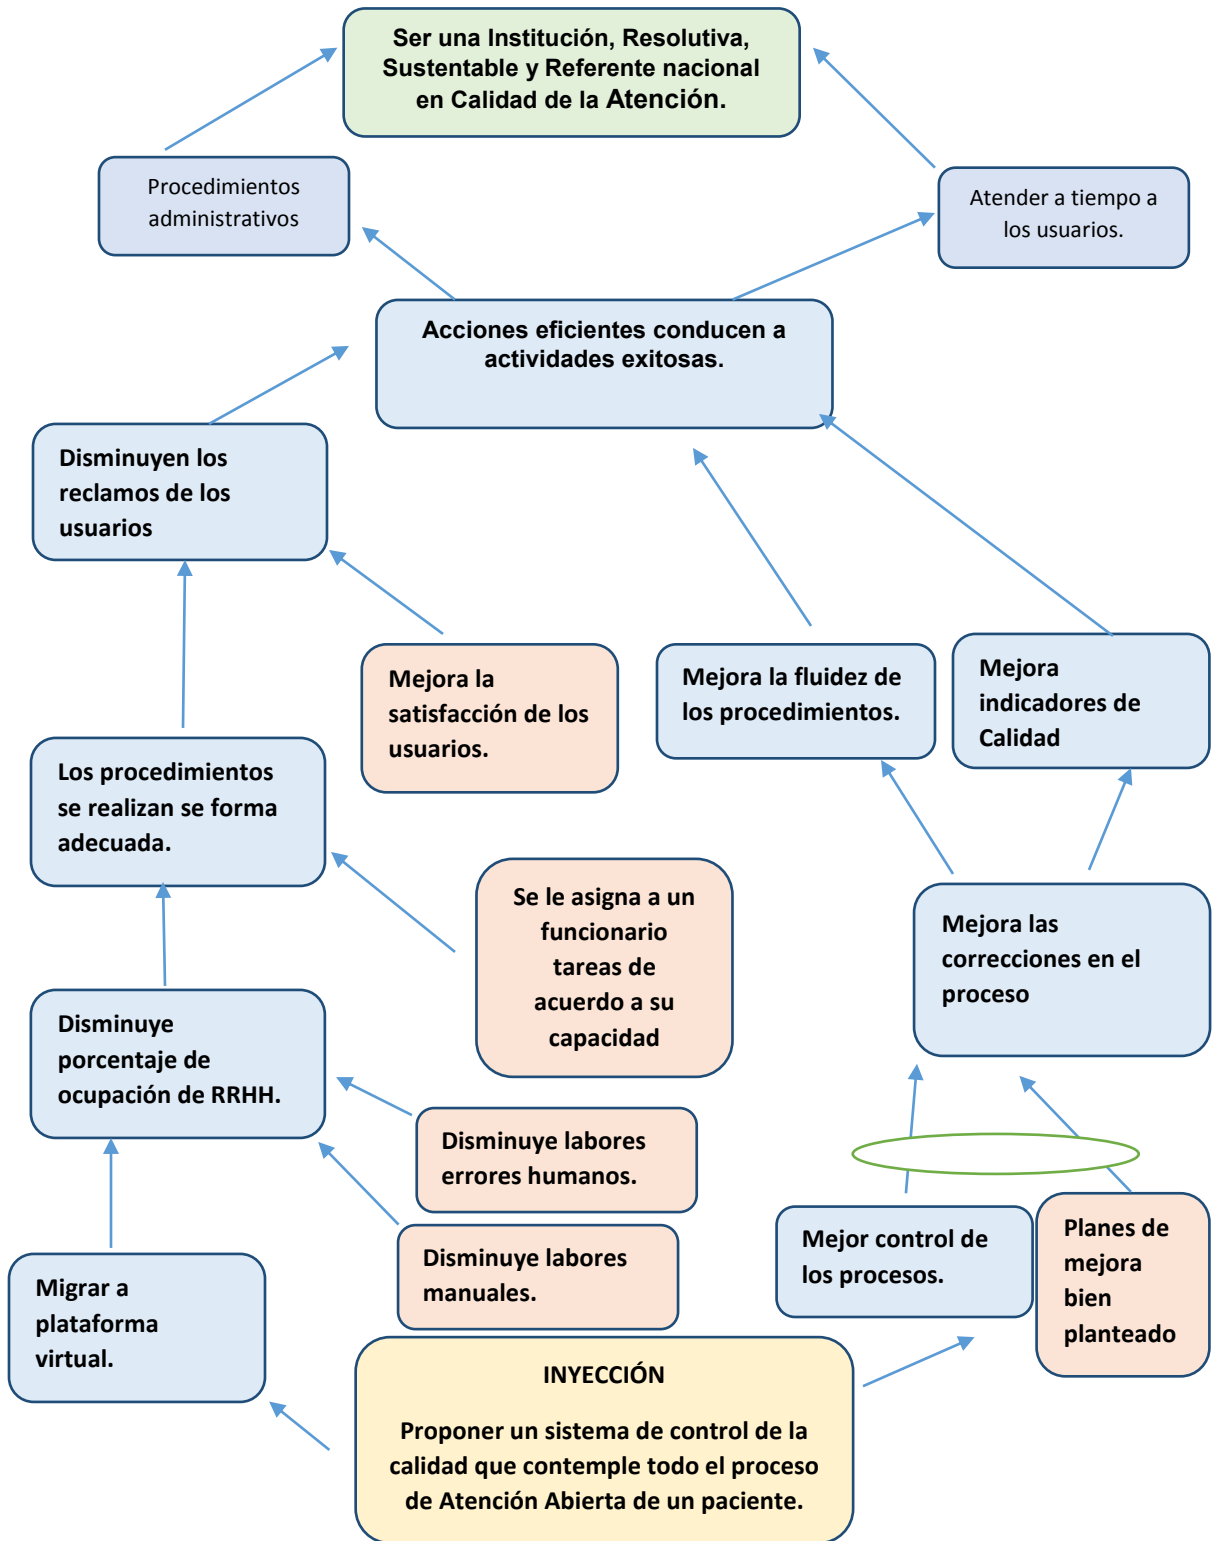 Ser una Institución, Resolutiva,
Sustentable y Referente nacional
en Calidad de la Atención.
Procedimientos
administrativos
Atender a tiempo a
los usuarios.
Acciones eficientes conducen a
actividades exitosas.
Disminuyen los
reclamos de los
usuarios
Mejora la
satisfacción de los
usuarios.
Mejora la fluidez de
los procedimientos.
Mejora
indicadores de
Calidad
Los procedimientos
se realizan se forma
adecuada.
Se le asigna a un
funcionario
tareas de
acuerdo a su
capacidad
Mejora las
correcciones en el
proceso
Disminuye
porcentaje de
ocupación de RRHH.
Disminuye labores
errores humanos.
Disminuye labores
manuales.
Mejor control de
los procesos.
Planes de
mejora
bien
planteado
Migrar a
plataforma
virtual.
INYECCIÓN
Proponer un sistema de control de la
calidad que contemple todo el proceso
de Atención Abierta de un paciente.